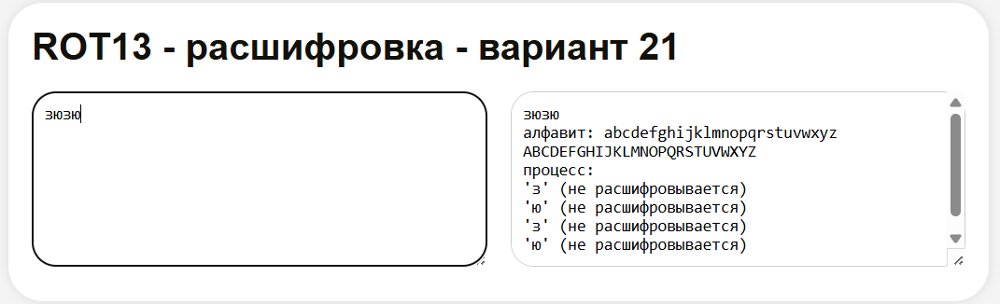 ROT13 - расшифровка - вариант 21
зюзю
зюзю
алфавит: abcdefghijklmnopqrstuvwxyz
ABCDEFGHIJKLMNOPQRSTUVWXYZ
процесс:
'з' (не расшифровывается)
'ю' (не расшифровывается)
'з' (не расшифровывается)
'ю' (не расшифровывается)